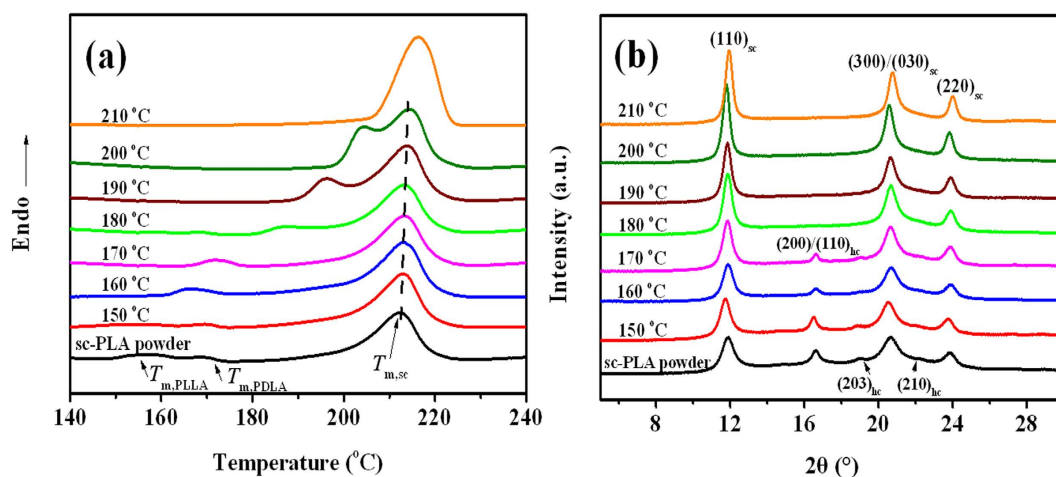 (a)
210 °C
200 °C
190 °C
180 °C
170 °C
160 °C
150 °C
sc-PLA powder
Tm,PLLA
Tm,PDLA
Tm,sc
Endo
140 160 180 200 220 240
Temperature (°C)
(b)
(110)sc
(300)/(030)sc
(220)sc
210 °C
200 °C
190 °C
180 °C
(200)/(110)hc
170 °C
160 °C
150 °C
sc-PLA powder
(203)hc
(210)hc
Intensity (a.u.)
8 12 16 20 24 28
2θ (°)